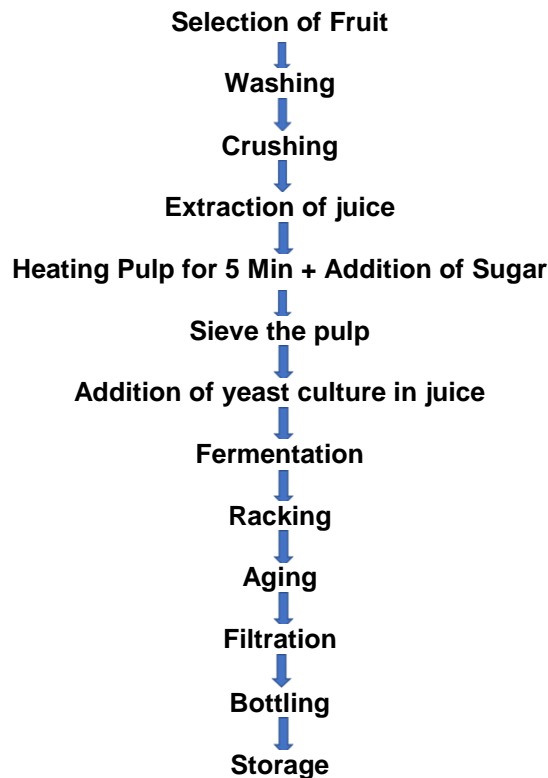 Selection of Fruit
Washing
Crushing
Extraction of juice
Heating Pulp for 5 Min + Addition of Sugar
Sieve the pulp
Addition of yeast culture in juice
Fermentation
Racking
Aging
Filtration
Bottling
Storage